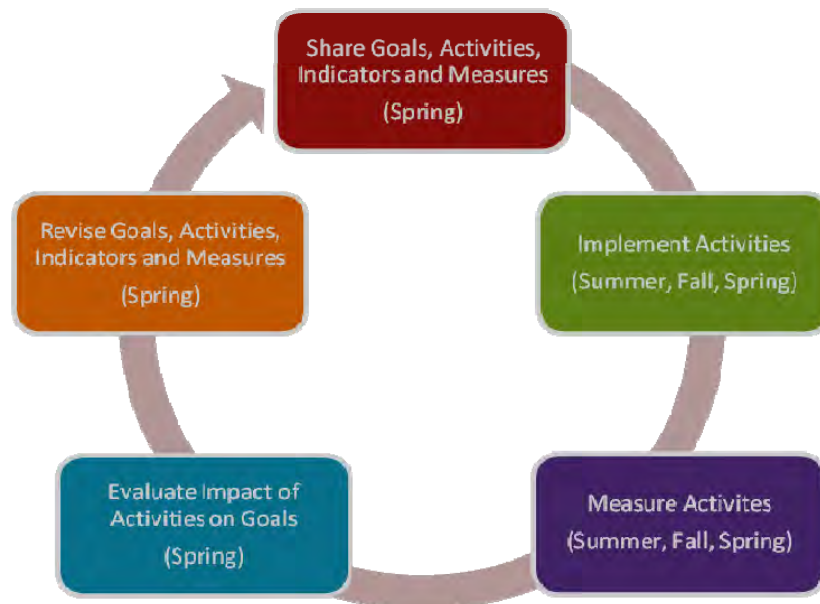 Share Goals, Activities,
Indicators and Measures
(Spring)
Implement Activities
(Summer, Fall, Spring)
Measure Activites
(Summer, Fall, Spring)
Evaluate Impact of
Activities on Goals
(Spring)
Revise Goals, Activities,
Indicators and Measures
(Spring)